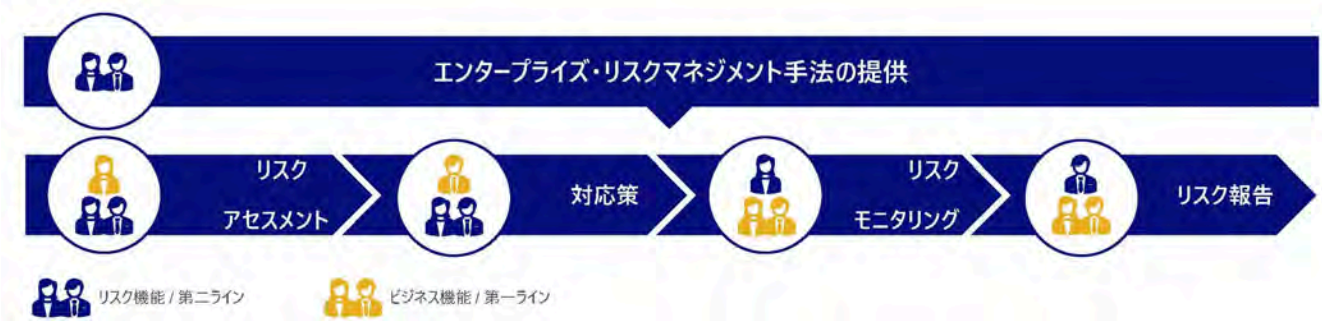 エンタープライズ・リスクマネジメント手法の提供
リスク
アセスメント
対応策
リスク
モニタリング
リスク報告
リスク機能 / 第二ライン
ビジネス機能 / 第一ライン